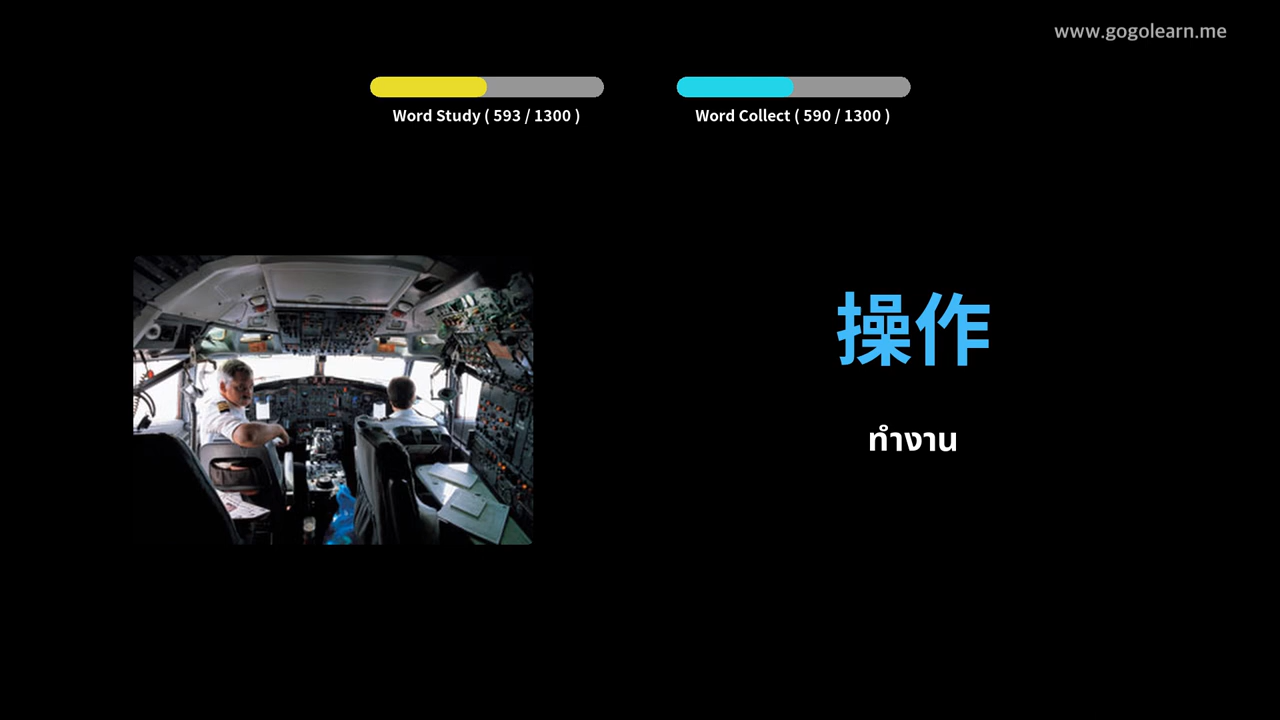 www.gogolearn.me
Word Study ( 593 / 1300 )
Word Collect ( 590 / 1300 )
操作
ทำงาน